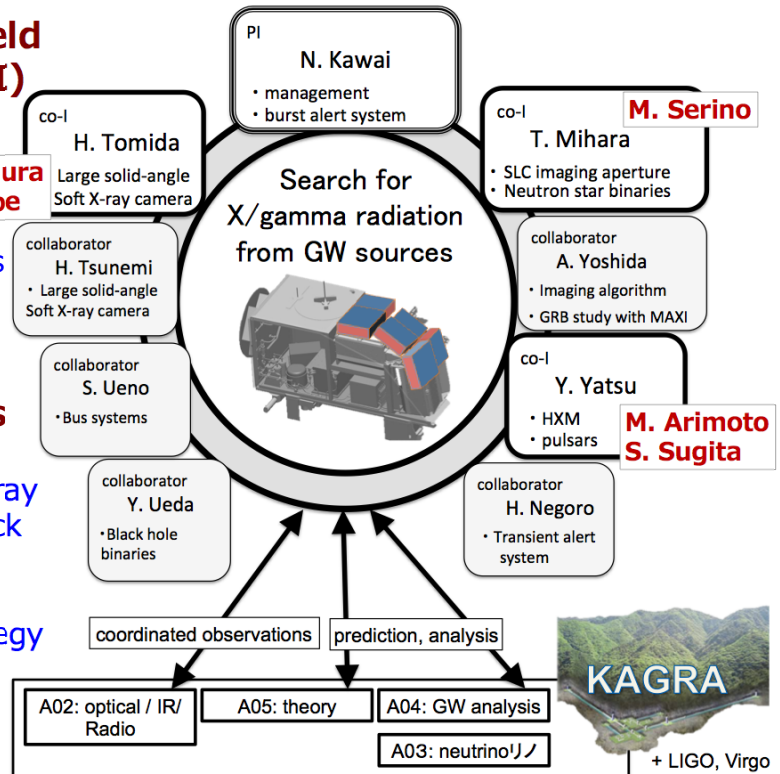 eld
I)
PI
N. Kawai
・management
・burst alert system
co-I
H. Tomida
Large solid-angle
Soft X-ray camera
ura
be
co-I
M. Serino
T. Mihara
・SLC imaging aperture
・Neutron star binaries
Search for
X/gamma radiation
from GW sources
collaborator
H. Tsunemi
・Large solid-angle
Soft X-ray camera
s
collaborator
A. Yoshida
・Imaging algorithm
・GRB study with MAXI
collaborator
S. Ueno
・Bus systems
s
co-I
Y. Yatsu
・HXM
・pulsars
M. Arimoto
S. Sugita
collaborator
Y. Ueda
・Black hole
binaries
ray
ck
collaborator
H. Negoro
・Transient alert
system
egy
coordinated observations
prediction, analysis
A02: optical / IR/
Radio
A05: theory
A04: GW analysis
A03: neutrinoリノ
KAGRA
+ LIGO, Virgo